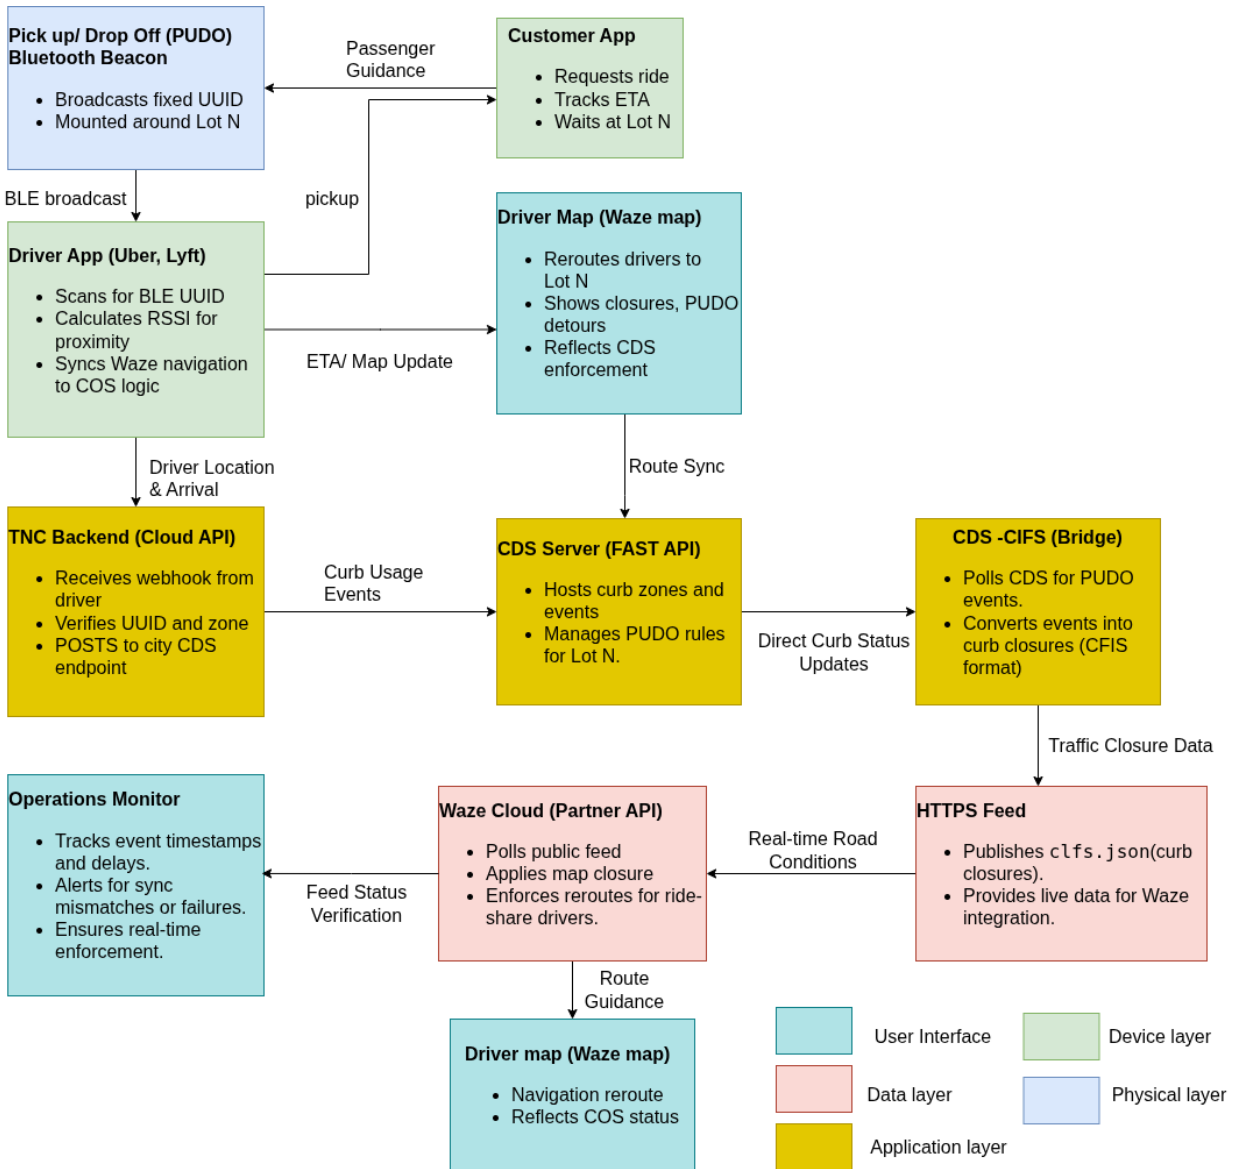 Pick up/ Drop Off (PUDO)
Bluetooth Beacon
• Broadcasts fixed UUID
• Mounted around Lot N
Passenger
Guidance
Customer App
• Requests ride
• Tracks ETA
• Waits at Lot N
BLE broadcast
pickup
Driver App (Uber, Lyft)
• Scans for BLE UUID
• Calculates RSSI for
proximity
• Syncs Waze navigation
to COS logic
ETA/ Map Update
Driver Map (Waze map)
• Reroutes drivers to
Lot N
• Shows closures, PUDO
detours
• Reflects CDS
enforcement
Driver Location
& Arrival
Route Sync
TNC Backend (Cloud API)
• Receives webhook from
driver
• Verifies UUID and zone
• POSTS to city CDS
endpoint
Curb Usage
Events
CDS Server (FAST API)
• Hosts curb zones and
events
• Manages PUDO rules
for Lot N.
Direct Curb Status
Updates
CDS -CIFS (Bridge)
• Polls CDS for PUDO
events.
• Converts events into
curb closures (CFIS
format)
Traffic Closure Data
Operations Monitor
• Tracks event timestamps
and delays.
• Alerts for sync
mismatches or failures.
• Ensures real-time
enforcement.
Feed Status
Verification
Waze Cloud (Partner API)
• Polls public feed
• Applies map closure
• Enforces reroutes for ride-
share drivers.
Real-time Road
Conditions
HTTPS Feed
• Publishes clfs.json(curb
closures).
• Provides live data for Waze
integration.
Route
Guidance
Driver map (Waze map)
• Navigation reroute
• Reflects COS status
User Interface
Device layer
Data layer
Physical layer
Application layer